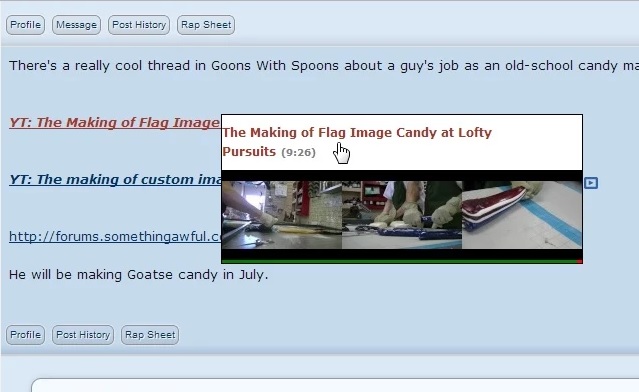 Profile Message Post History Rap Sheet
There's a really cool thread in Goons With Spoons about a guy's job as an old-school candy ma
YT: The Making of Flag Image
The Making of Flag Image Candy at Lofty
Pursuits (9:26)
YT: The making of custom ima
http://forums.somethingawful.c
He will be making Goatse candy in July.
Profile Post History Rap Sheet